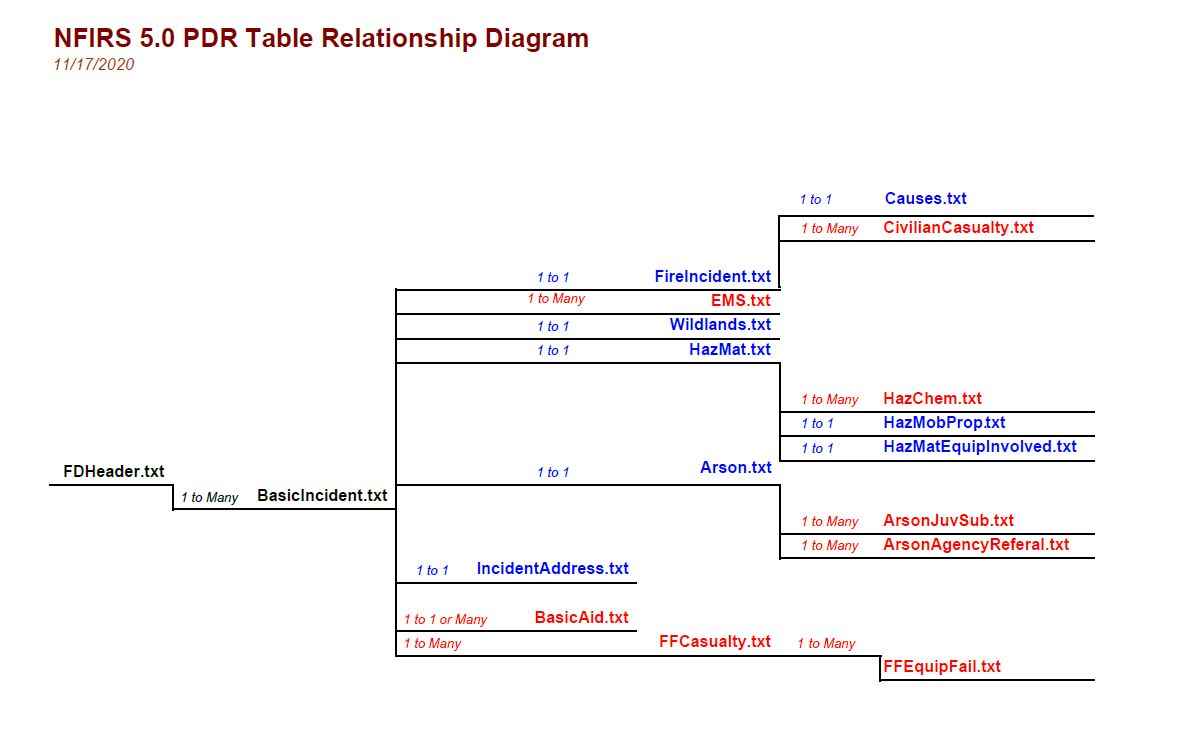 NFIRS 5.0 PDR Table Relationship Diagram
11/17/2020
1 to 1 Causes.txt
1 to Many CivilianCasualty.txt
1 to 1 FireIncident.txt
1 to Many EMS.txt
1 to 1 Wildlands.txt
1 to 1 HazMat.txt
1 to Many HazChem.txt
1 to 1 HazMobProp.txt
1 to 1 HazMatEquipInvolved.txt
FDHeader.txt
1 to 1 Arson.txt
1 to Many BasicIncident.txt
1 to Many ArsonJuvSub.txt
1 to Many ArsonAgencyReferal.txt
1 to 1 IncidentAddress.txt
1 to 1 or Many BasicAid.txt
1 to Many FFCasualty.txt 1 to Many
FFEquipFail.txt